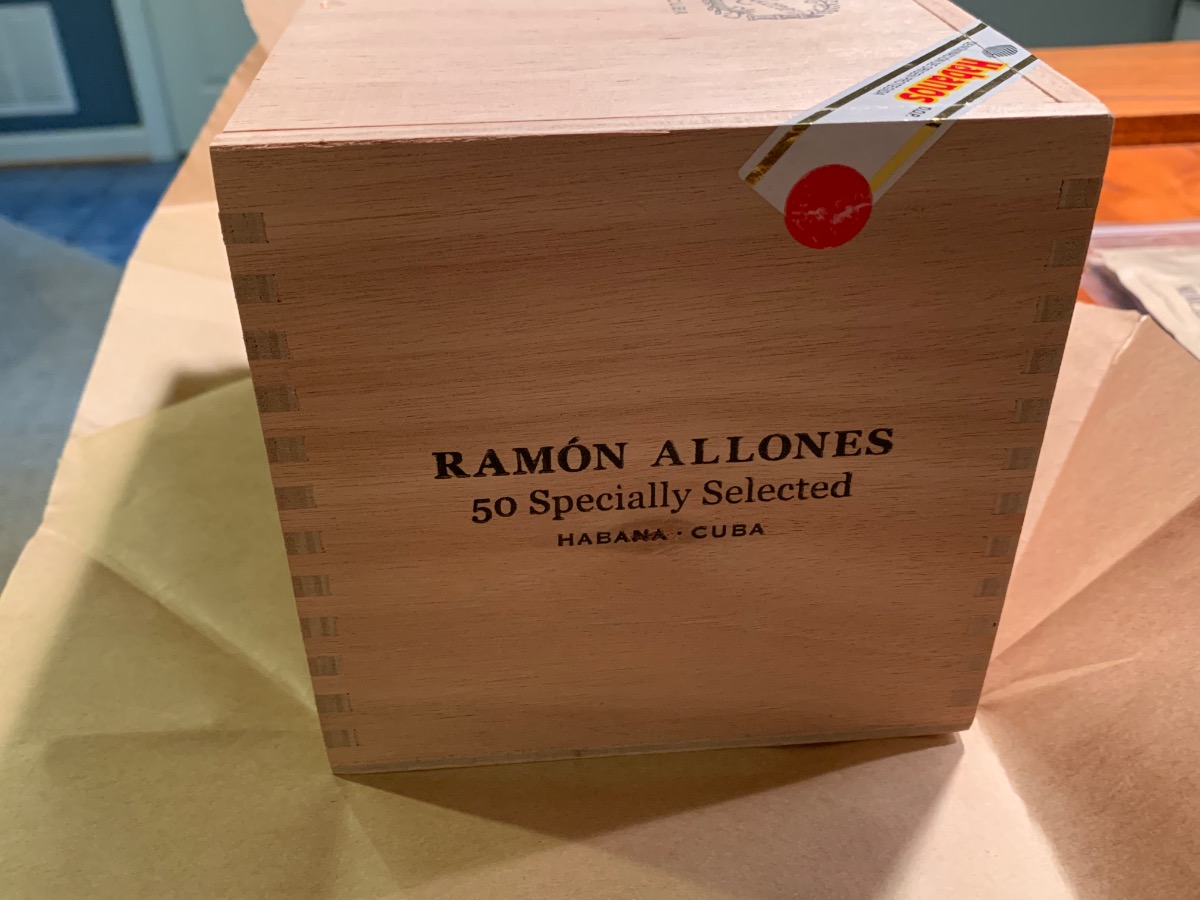 Habanos
D.O.P.
RAMÓN ALLONES
50 Specially Selected
HABANA · CUBA